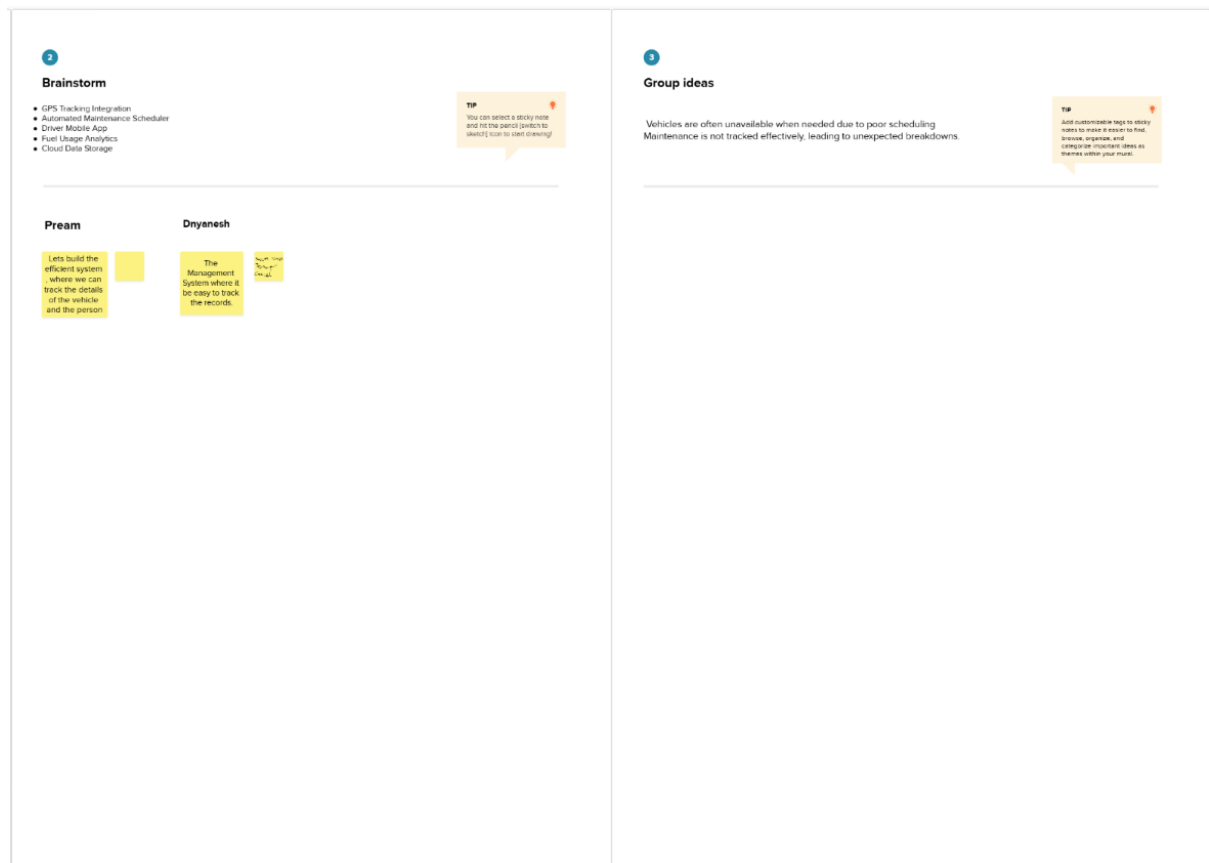 2
Brainstorm
GPS Tracking Integration
Automated Maintenance Scheduler
Driver Mobile App
Fuel Usage Analytics
Cloud Data Storage
TIP
You can select a sticky note
and hit the pencil [switch to
sketch] icon to start drawing!
Pream
Lets build the
efficient system
, where we can
track the details
of the vehicle
and the person
Dnyanesh
The
Management
System where it
be easy to track
the records.
3
Group ideas
Vehicles are often unavailable when needed due to poor scheduling
Maintenance is not tracked effectively, leading to unexpected breakdowns.
TIP
Add customizable tags to sticky
notes to make it easier to find,
browse, organize, and
categorize important ideas as
themes within your mural.